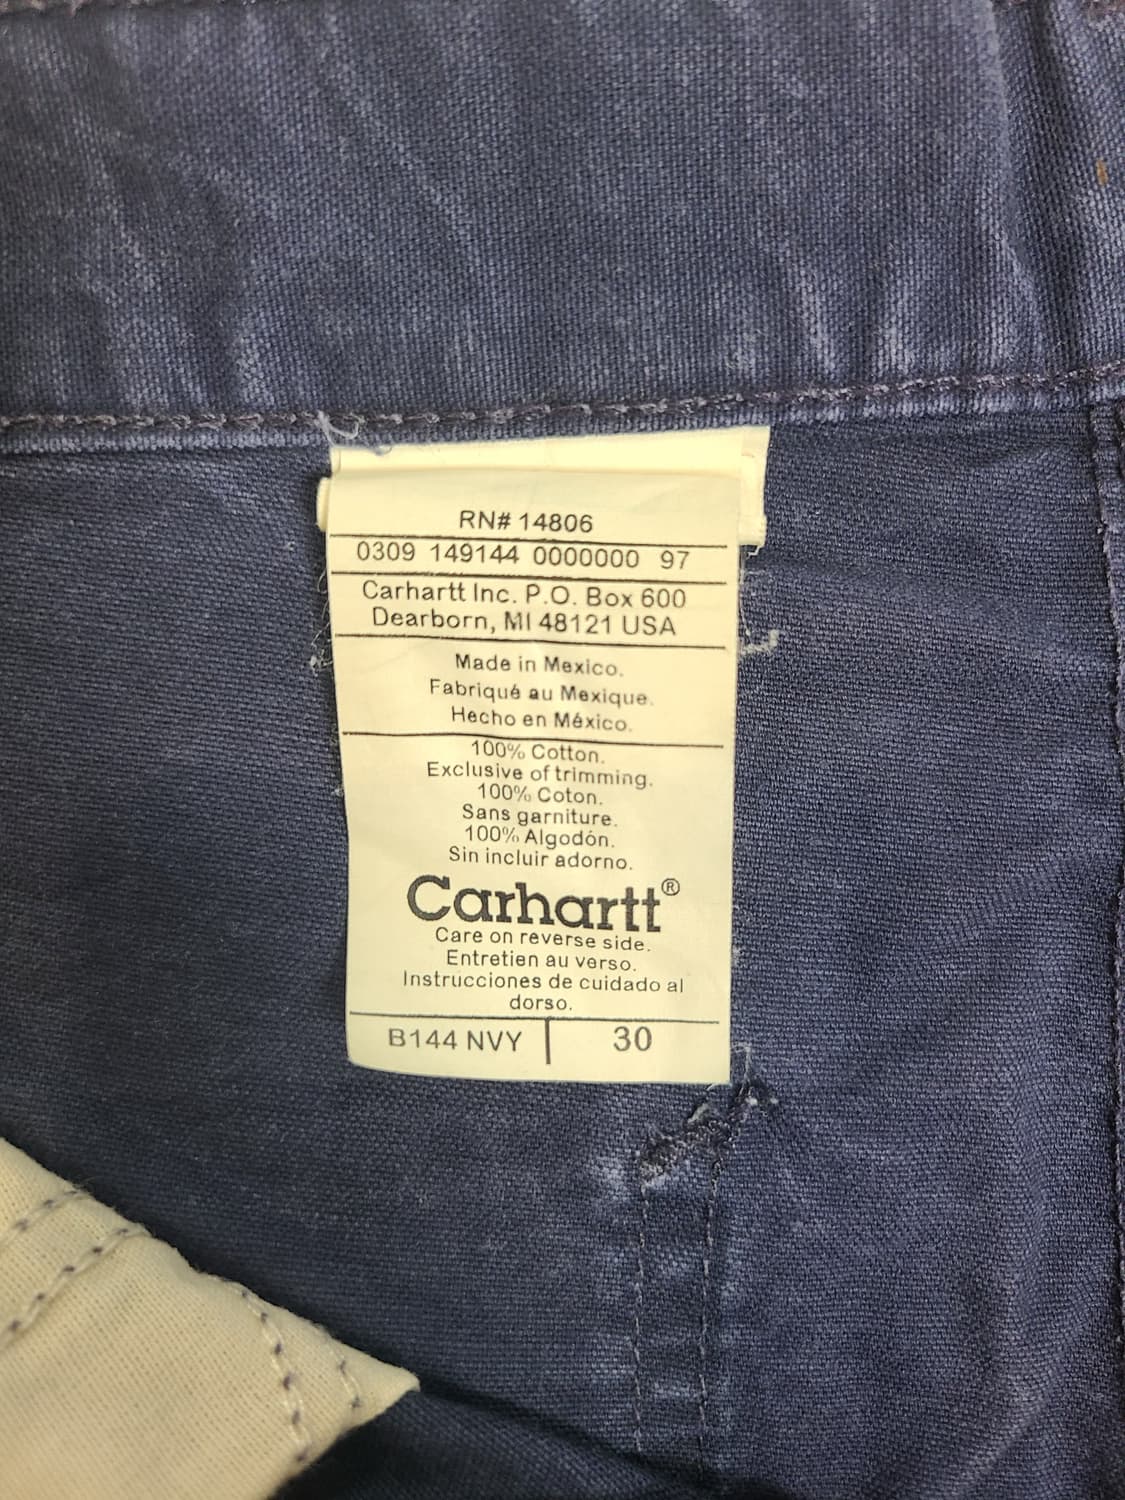 RN# 14806
0309 149144 0000000 97
Carhartt Inc. P.O. Box 600
Dearborn, MI 48121 USA
Made in Mexico.
Fabriqué au Mexique.
Hecho en México.
100% Cotton.
Exclusive of trimming.
100% Coton.
Sans garniture.
100% Algodón.
Sin incluir adorno.
Carhartt®
Care on reverse side.
Entretien au verso.
Instrucciones de cuidado al
dorso.
B144 NVY | 30